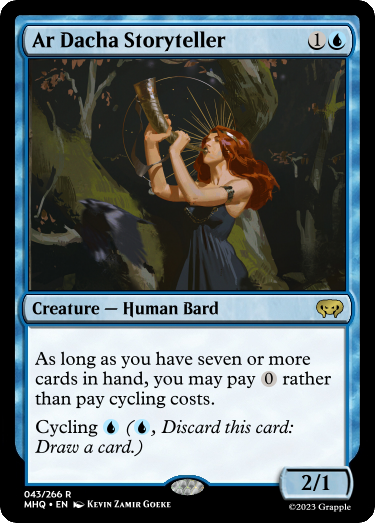 Ar Dacha Storyteller 1
Creature — Human Bard
As long as you have seven or more
cards in hand, you may pay 0 rather
than pay cycling costs.
Cycling (, Discard this card:
Draw a card.)
2/1
043/266 R
MHQ • EN Kevin Zamir Goeke
©2023 Grapple